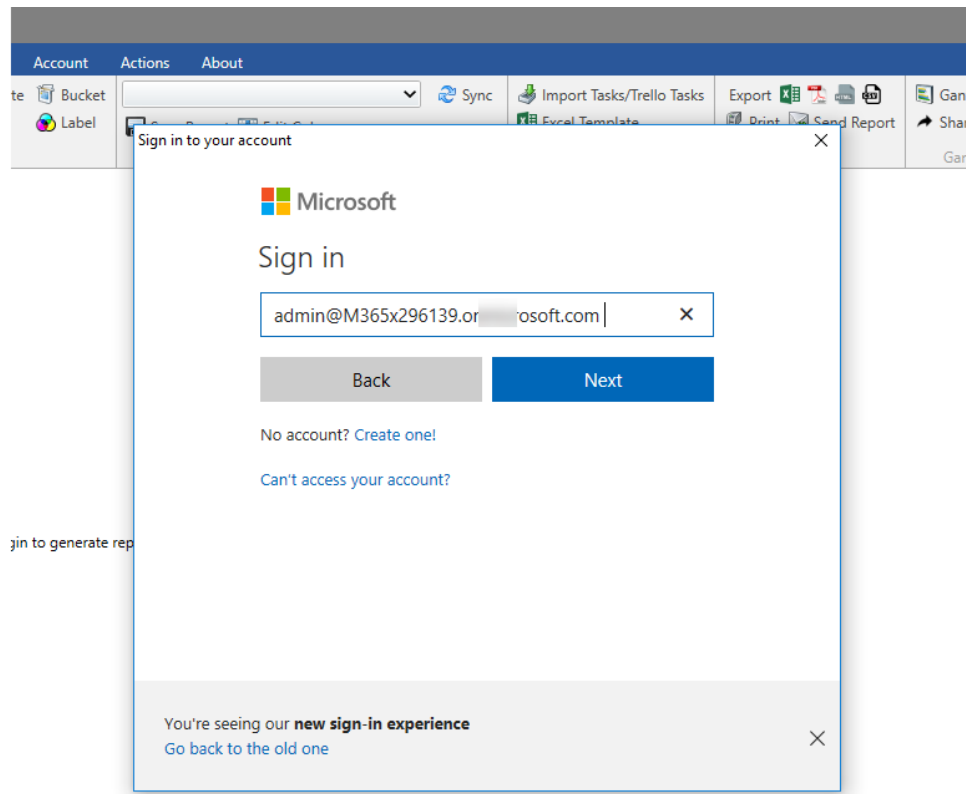 Account Actions About
te Bucket Sync Import Tasks/Trello Tasks Export Gan
Label Excel Template Print Send Report Shar
Gar
Sign in to your account
Microsoft
Sign in
admin@M365x296139.or rosoft.com
Back Next
No account? Create one!
Can't access your account?
gin to generate rep
You're seeing our new sign-in experience
Go back to the old one